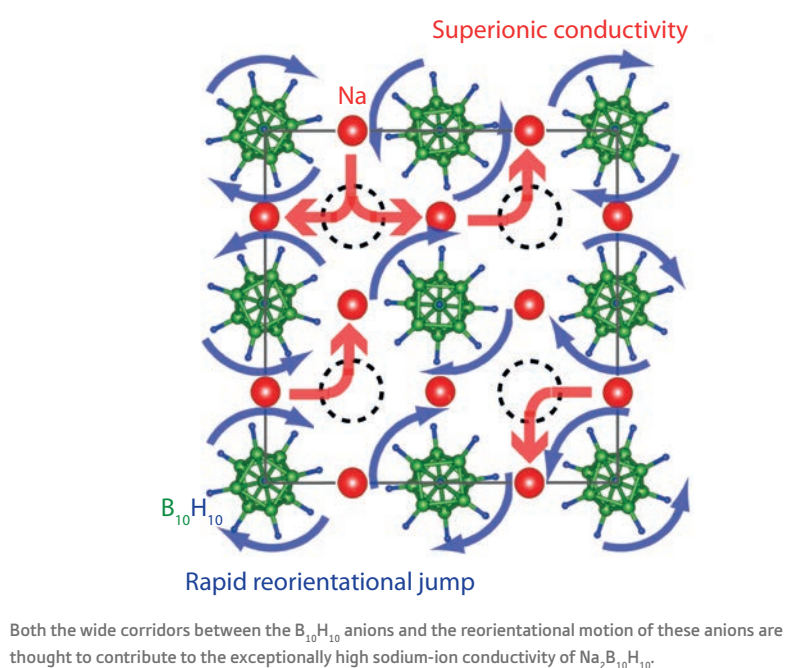 Superionic conductivity
Na
B₁₀H₁₀
Rapid reorientational jump
Both the wide corridors between the B₁₀H₁₀ anions and the reorientational motion of these anions are
thought to contribute to the exceptionally high sodium-ion conductivity of Na₂B₁₀H₁₀.